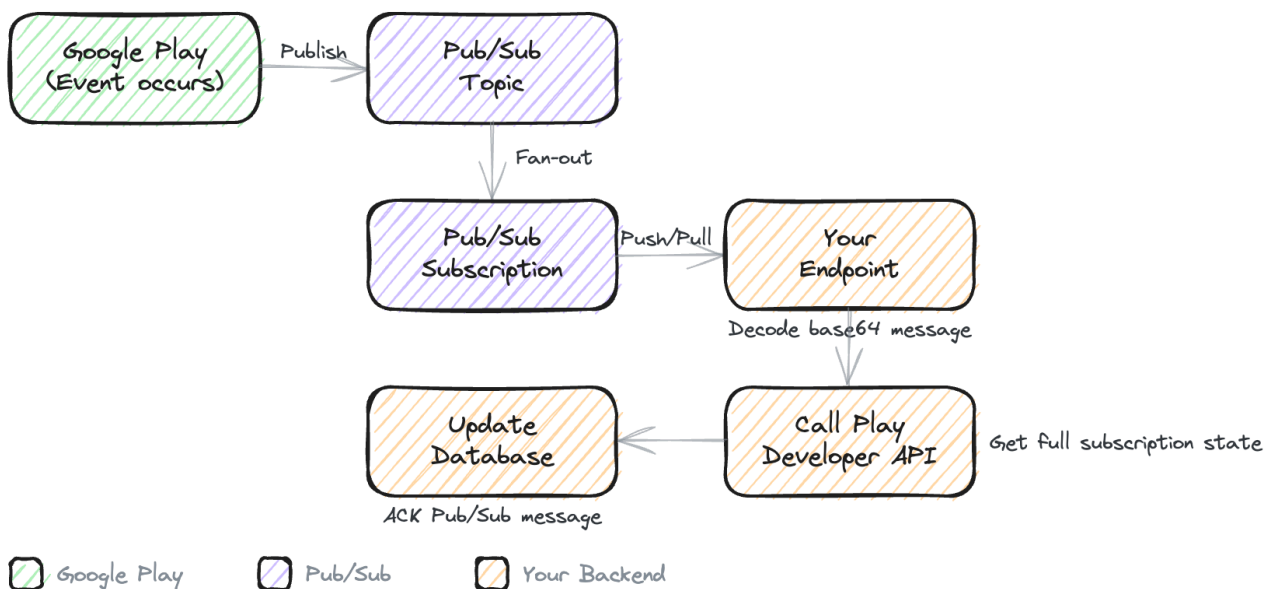 Google Play
(Event occurs)
Publish
Pub/Sub
Topic
Fan-out
Pub/Sub
Subscription
Push/Pull
Your
Endpoint
Decode base64 message
Update
Database
Call Play
Developer API
Get full subscription state
ACK Pub/Sub message
Google Play
Pub/Sub
Your Backend